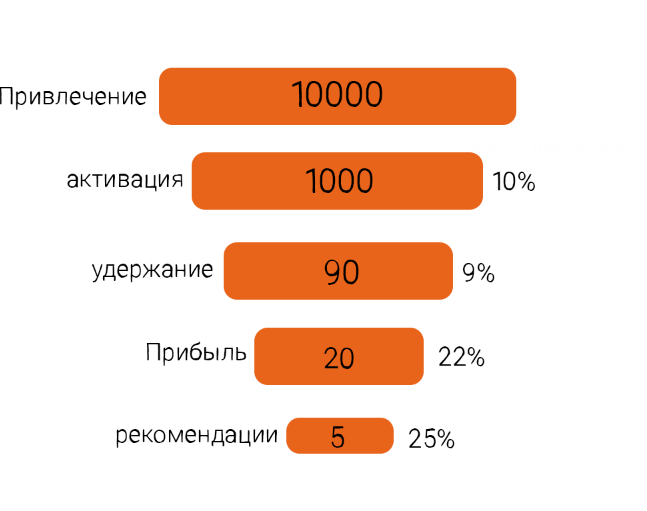 Привлечение 10000
активация 1000 10%
удержание 90 9%
Прибыль 20 22%
рекомендации 5 25%